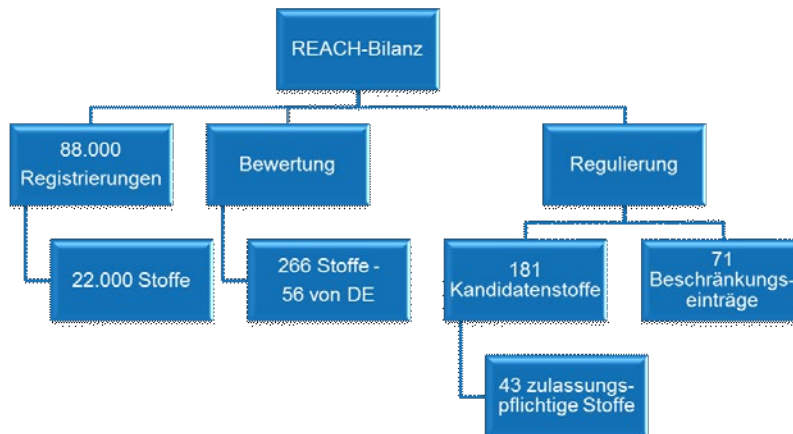 REACH-Bilanz
88.000
Registrierungen
Bewertung
Regulierung
22.000 Stoffe
266 Stoffe -
56 von DE
181
Kandidatenstoffe
71
Beschränkungs-
einträge
43 zulassungs-
pflichtige Stoffe